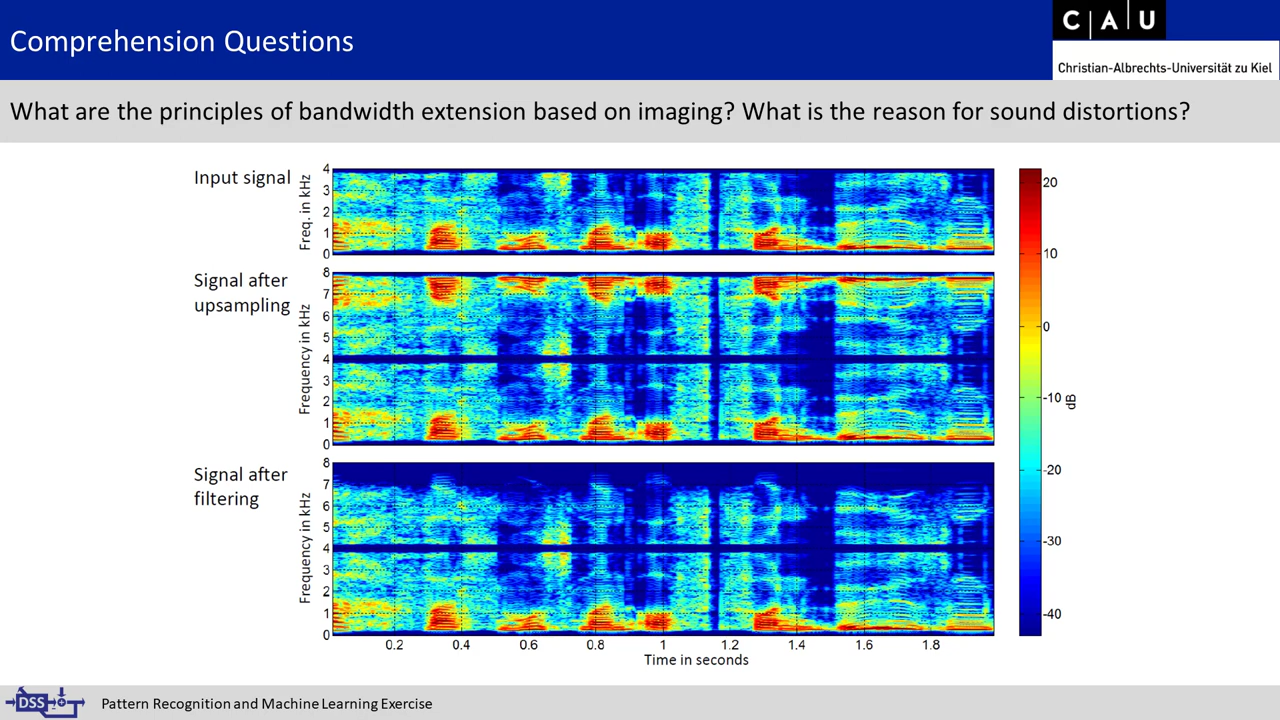 Comprehension Questions
C A U
Christian-Albrechts-Universität zu Kiel
What are the principles of bandwidth extension based on imaging? What is the reason for sound distortions?
Input signal
Freq. in kHz
4
3
2
1
0
Signal after
upsampling
Frequency in kHz
8
7
6
5
4
3
2
1
0
Signal after
filtering
Frequency in kHz
8
7
6
5
4
3
2
1
0
0.2 0.4 0.6 0.8 1 1.2 1.4 1.6 1.8
Time in seconds
20
10
0
-10
-20
-30
-40
dB
DSS
Pattern Recognition and Machine Learning Exercise